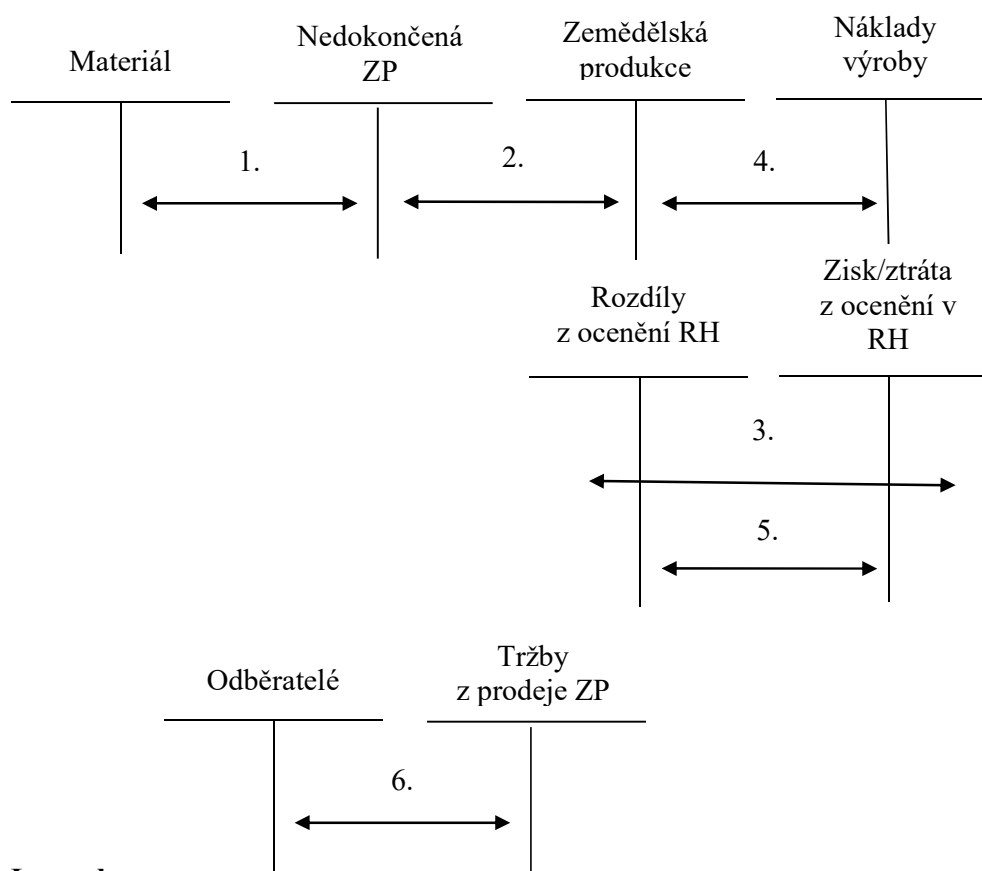 Materiál
Nedokončená
ZP
Zemědělská
produkce
Náklady
výroby
1.
2.
4.
Rozdíly
z ocenění RH
Zisk/ztráta
z ocenění v
RH
3.
5.
Odběratelé
Tržby
z prodeje ZP
6.